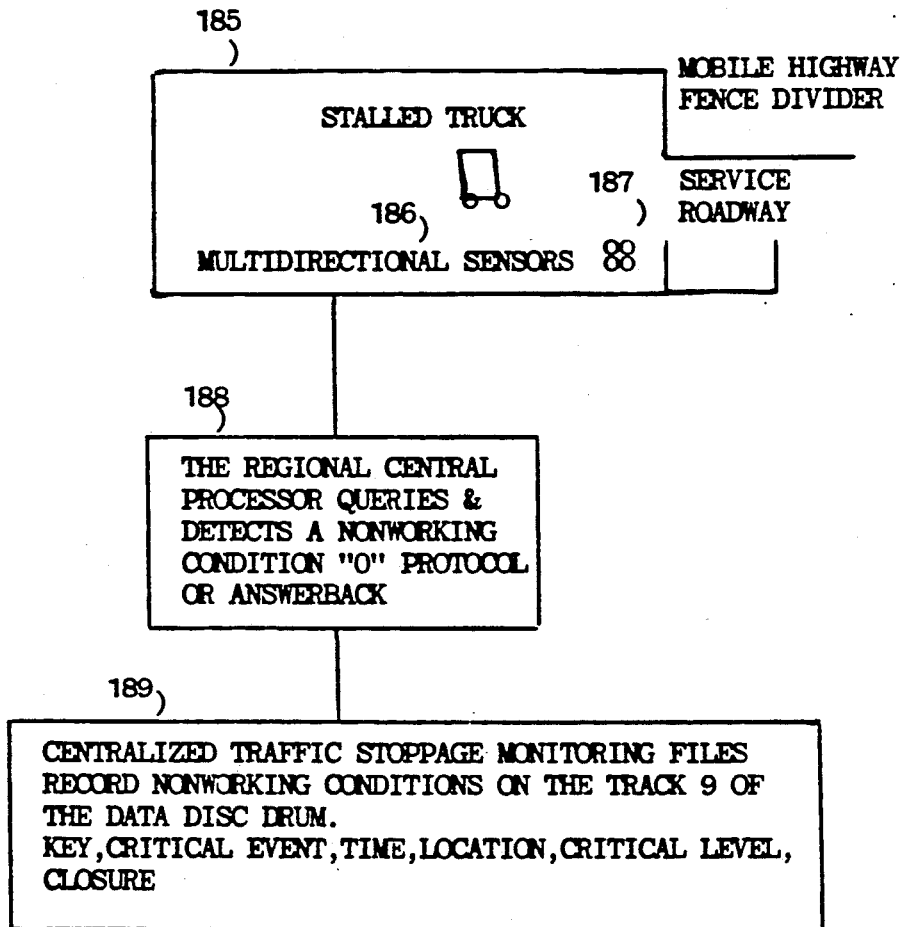 185
MOBILE HIGHWAY
FENCE DIVIDER
STALLED TRUCK
187
SERVICE
ROADWAY
186
MULTIDIRECTIONAL SENSORS
188
THE REGIONAL CENTRAL
PROCESSOR QUERIES &
DETECTS A NONWORKING
CONDITION "O" PROTOCOL
OR ANSWERBACK
189
CENTRALIZED TRAFFIC STOPPAGE MONITORING FILES
RECORD NONWORKING CONDITIONS ON THE TRACK 9 OF
THE DATA DISC DRUM.
KEY,CRITICAL EVENT,TIME,LOCATION,CRITICAL LEVEL,
CLOSURE